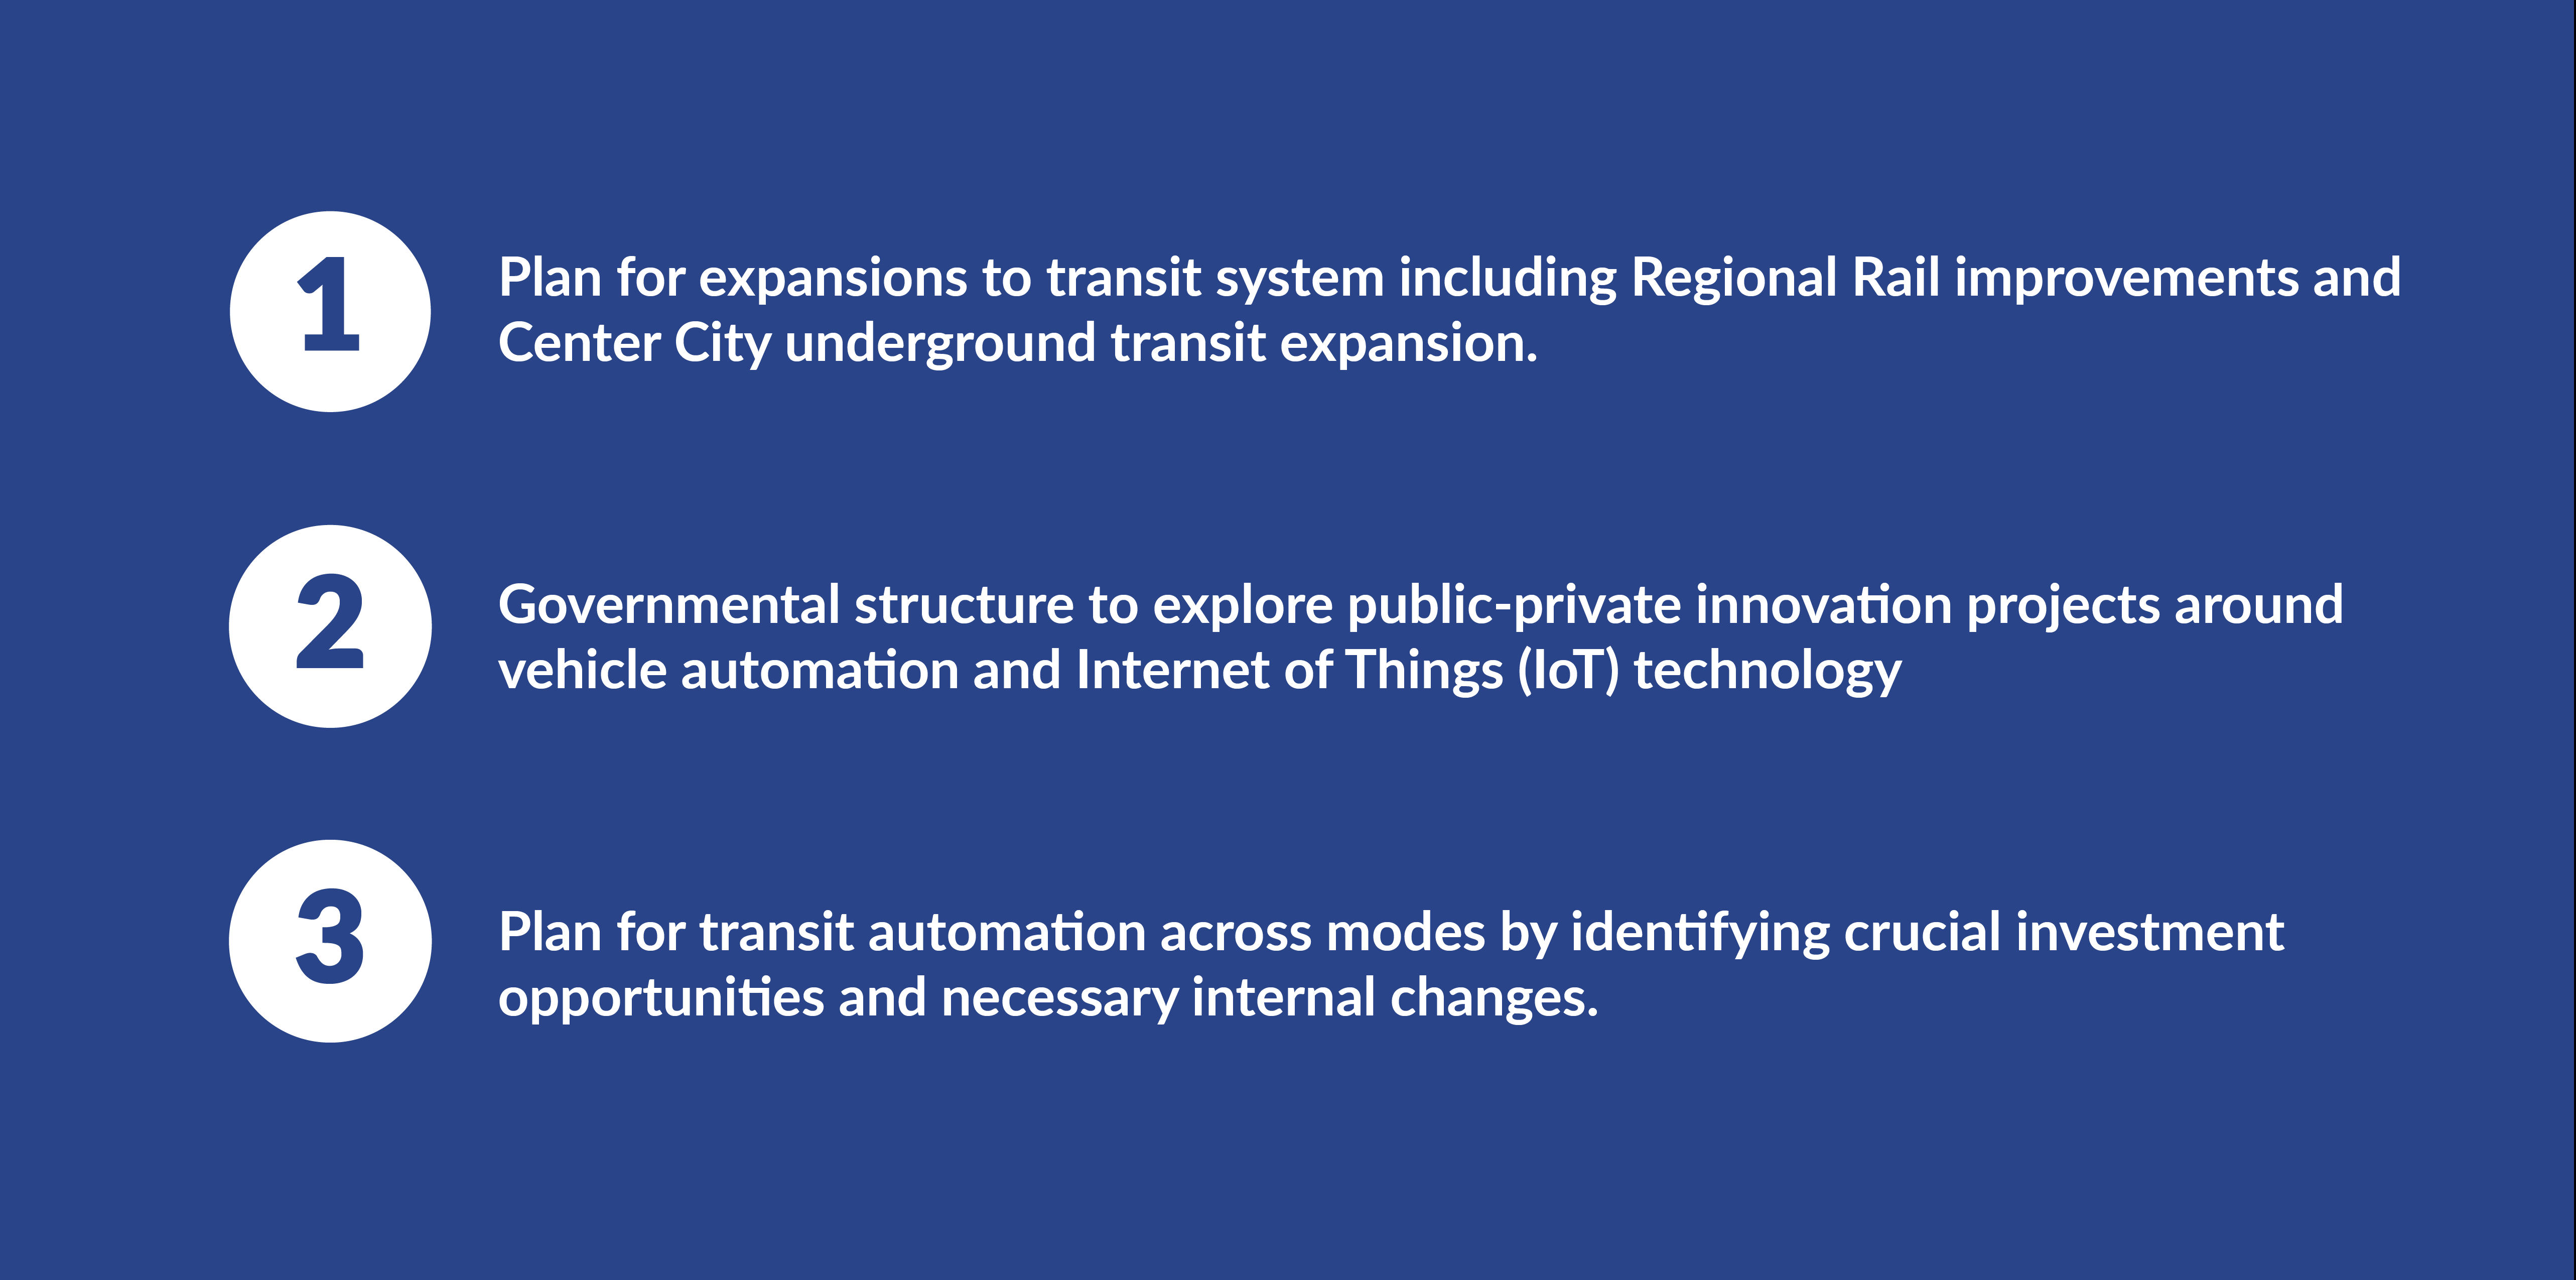 1
Plan for expansions to transit system including Regional Rail improvements and
Center City underground transit expansion.
2
Governmental structure to explore public-private innovation projects around
vehicle automation and Internet of Things (IoT) technology
3
Plan for transit automation across modes by identifying crucial investment
opportunities and necessary internal changes.